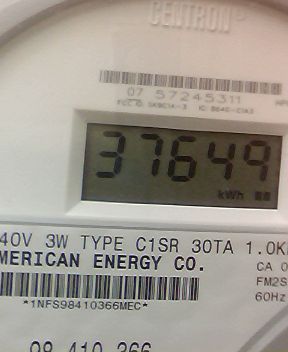 CENTRON
07 57245311
37649
kWh
40V 3W TYPE C1SR 30TA 1.0K
MERICAN ENERGY CO.
CA 0
FM2S
60Hz
*1NFS98410366MEC*
98 410 366